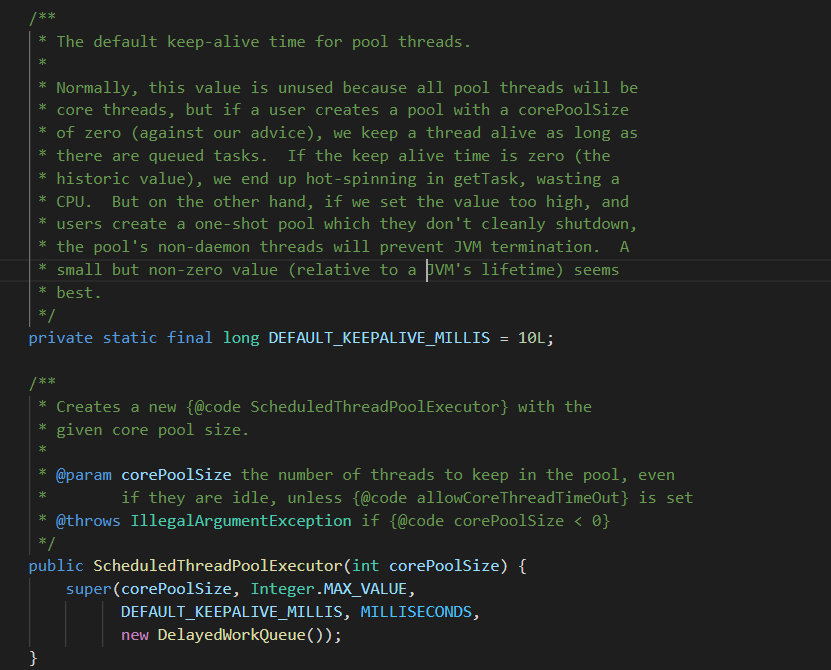 /**
 * The default keep-alive time for pool threads.
 *
 * Normally, this value is unused because all pool threads will be
 * core threads, but if a user creates a pool with a corePoolSize
 * of zero (against our advice), we keep a thread alive as long as
 * there are queued tasks.  If the keep alive time is zero (the
 * historic value), we end up hot-spinning in getTask, wasting a
 * CPU.  But on the other hand, if we set the value too high, and
 * users create a one-shot pool which they don't cleanly shutdown,
 * the pool's non-daemon threads will prevent JVM termination.  A
 * small but non-zero value (relative to a JVM's lifetime) seems
 * best.
 */
private static final long DEFAULT_KEEPALIVE_MILLIS = 10L;

/**
 * Creates a new {@code ScheduledThreadPoolExecutor} with the
 * given core pool size.
 *
 * @param corePoolSize the number of threads to keep in the pool, even
 *        if they are idle, unless {@code allowCoreThreadTimeOut} is set
 * @throws IllegalArgumentException if {@code corePoolSize < 0}
 */
public ScheduledThreadPoolExecutor(int corePoolSize) {
    super(corePoolSize, Integer.MAX_VALUE,
          DEFAULT_KEEPALIVE_MILLIS, MILLISECONDS,
          new DelayedWorkQueue());
}